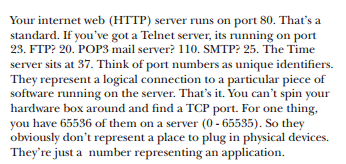 Your internet web (HTTP) server runs on port 80. That's a
standard. If you've got a Telnet server, its running on port
23. FTP? 20. POP3 mail server? 110. SMTP? 25. The Time
server sits at 37. Think of port numbers as unique identifiers.
They represent a logical connection to a particular piece of
software running on the server. That's it. You can't spin your
hardware box around and find a TCP port. For one thing,
you have 65536 of them on a server (0 - 65535). So they
obviously don't represent a place to plug in physical devices.
They're just a number representing an application.